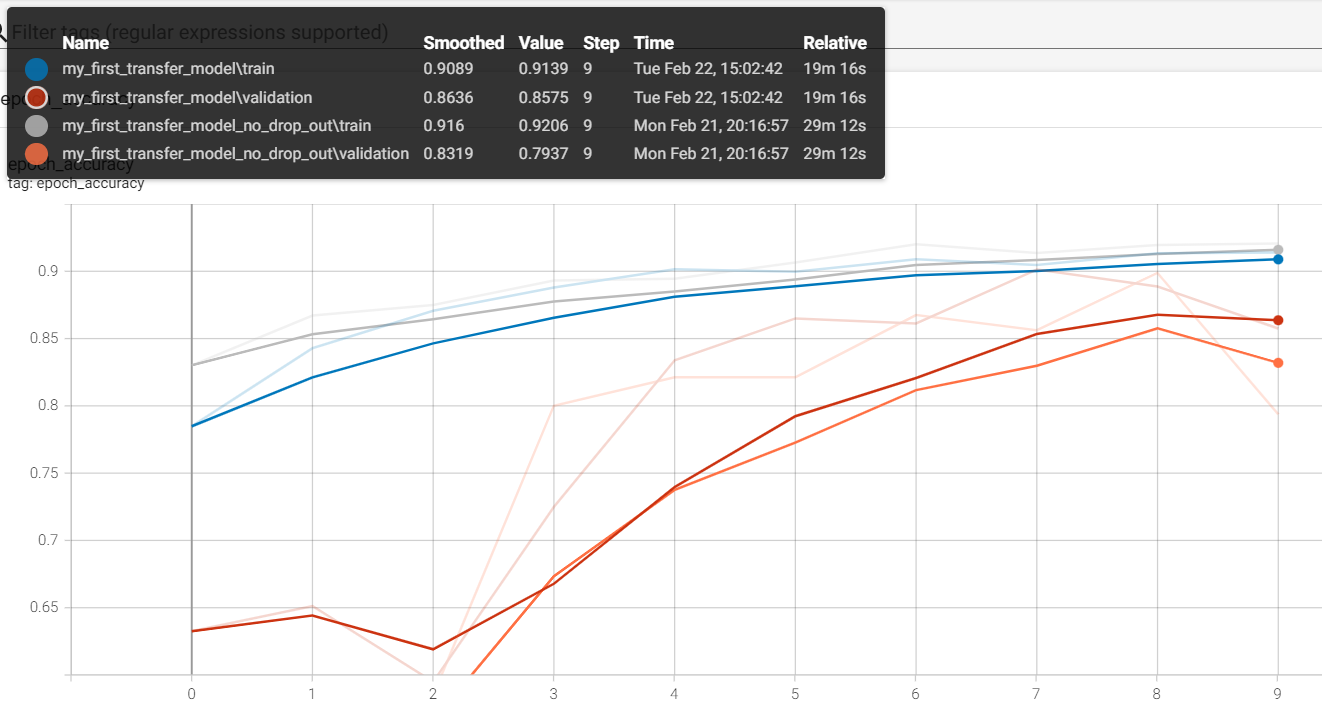 Filter tags (regular expressions supported)
Name Smoothed Value Step Time Relative
my_first_transfer_model\train 0.9089 0.9139 9 Tue Feb 22, 15:02:42 19m 16s
my_first_transfer_model\validation 0.8636 0.8575 9 Tue Feb 22, 15:02:42 19m 16s
my_first_transfer_model_no_drop_out\train 0.916 0.9206 9 Mon Feb 21, 20:16:57 29m 12s
my_first_transfer_model_no_drop_out\validation 0.8319 0.7937 9 Mon Feb 21, 20:16:57 29m 12s
epoch_accuracy
tag: epoch_accuracy
0.9
0.85
0.8
0.75
0.7
0.65
0 1 2 3 4 5 6 7 8 9